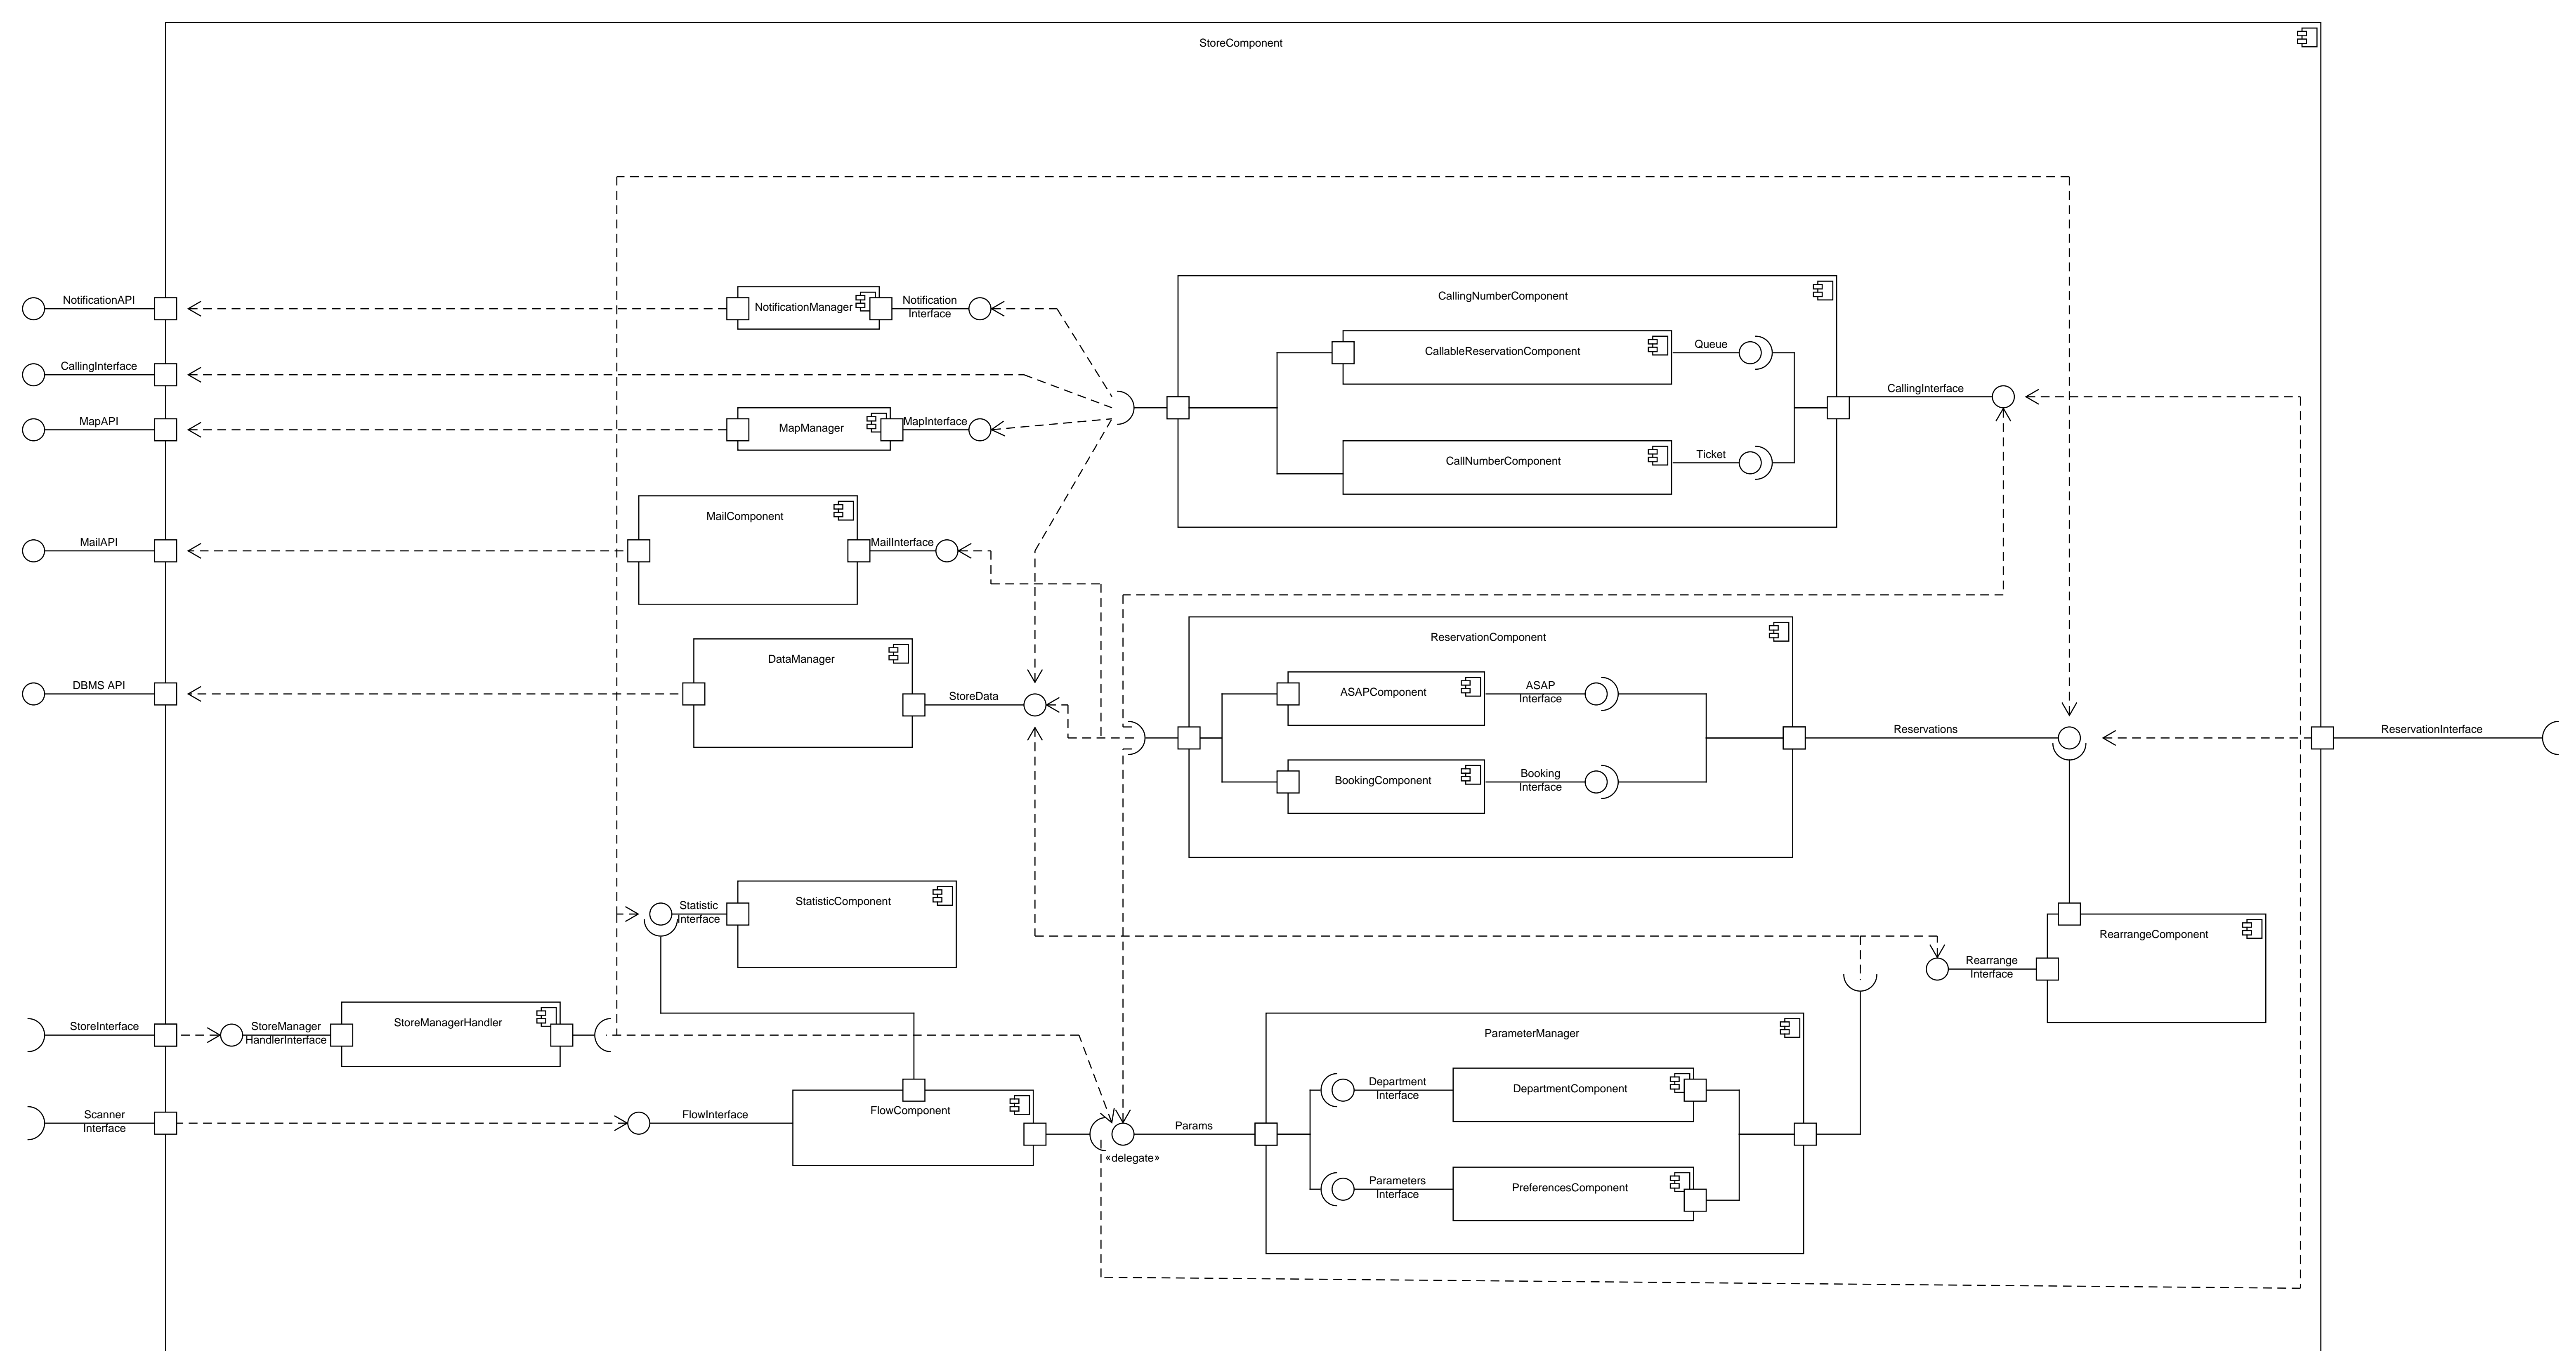 StoreComponent
NotificationAPI
NotificationManager
Notification
Interface
CallingNumberComponent
CallableReservationComponent
Queue
CallingInterface
CallingInterface
MapAPI
MapManager
MapInterface
CallNumberComponent
Ticket
MailComponent
MailAPI
MailInterface
ReservationComponent
DataManager
DBMS API
StoreData
ASAPComponent
ASAP
Interface
Reservations
ReservationInterface
BookingComponent
Booking
Interface
StatisticComponent
Statistic
Interface
RearrangeComponent
Rearrange
Interface
StoreInterface
StoreManager
HandlerInterface
StoreManagerHandler
ParameterManager
Department
Interface
DepartmentComponent
Scanner
Interface
FlowInterface
FlowComponent
Params
«delegate»
Parameters
Interface
PreferencesComponent